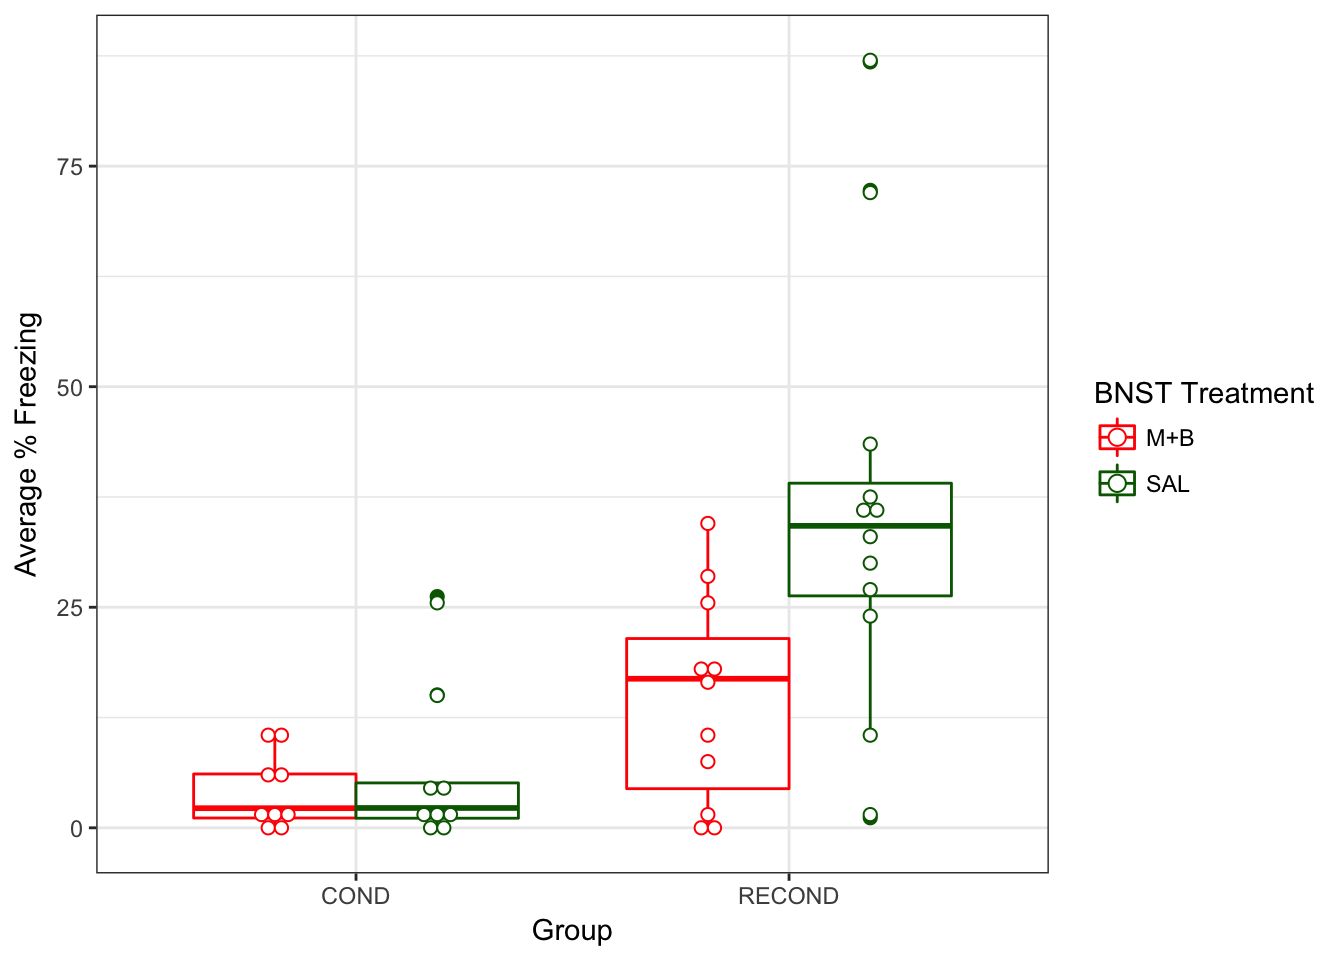 75
50
25
0
Average % Freezing
COND
RECOND
Group
BNST Treatment
M+B
SAL